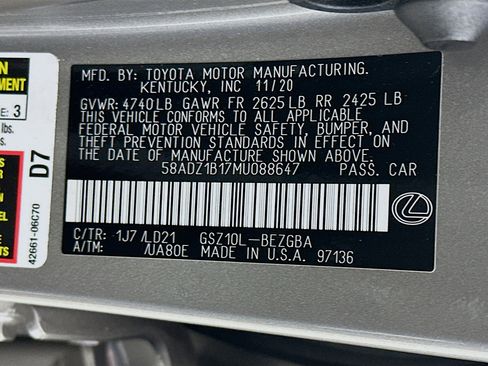 N
EMENT
E: 3
lbs.
s.
D7
42661-06C70
MFD. BY: TOYOTA MOTOR MANUFACTURING.
KENTUCKY, INC 11/20
GVWR: 4740LB GAWR FR 2625LB RR 2425 LB
THIS VEHICLE CONFORMS TO ALL APPLICABLE
FEDERAL MOTOR VEHICLE SAFETY, BUMPER, AND
THEFT PREVENTION STANDARDS IN EFFECT ON
THE DATE OF MANUFACTURE SHOWN ABOVE.
58ADZ1B17MU088647 PASS. CAR
C/TR: 1J7 /LD21 GSZ10L-BEZGBA
A/TM: /UA80E MADE IN U.S.A. 97136